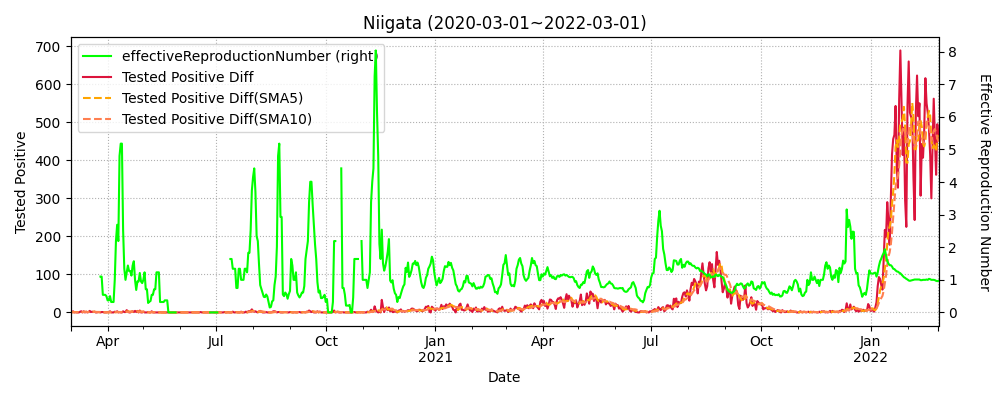 Niigata (2020-03-01~2022-03-01)
effectiveReproductionNumber (right)
Tested Positive Diff
Tested Positive Diff(SMA5)
Tested Positive Diff(SMA10)
Tested Positive
700
600
500
400
300
200
100
0
8
7
6
5
4
3
2
1
0
Effective Reproduction Number
Apr
Jul
Oct
Jan
2021
Apr
Jul
Oct
Jan
2022
Date